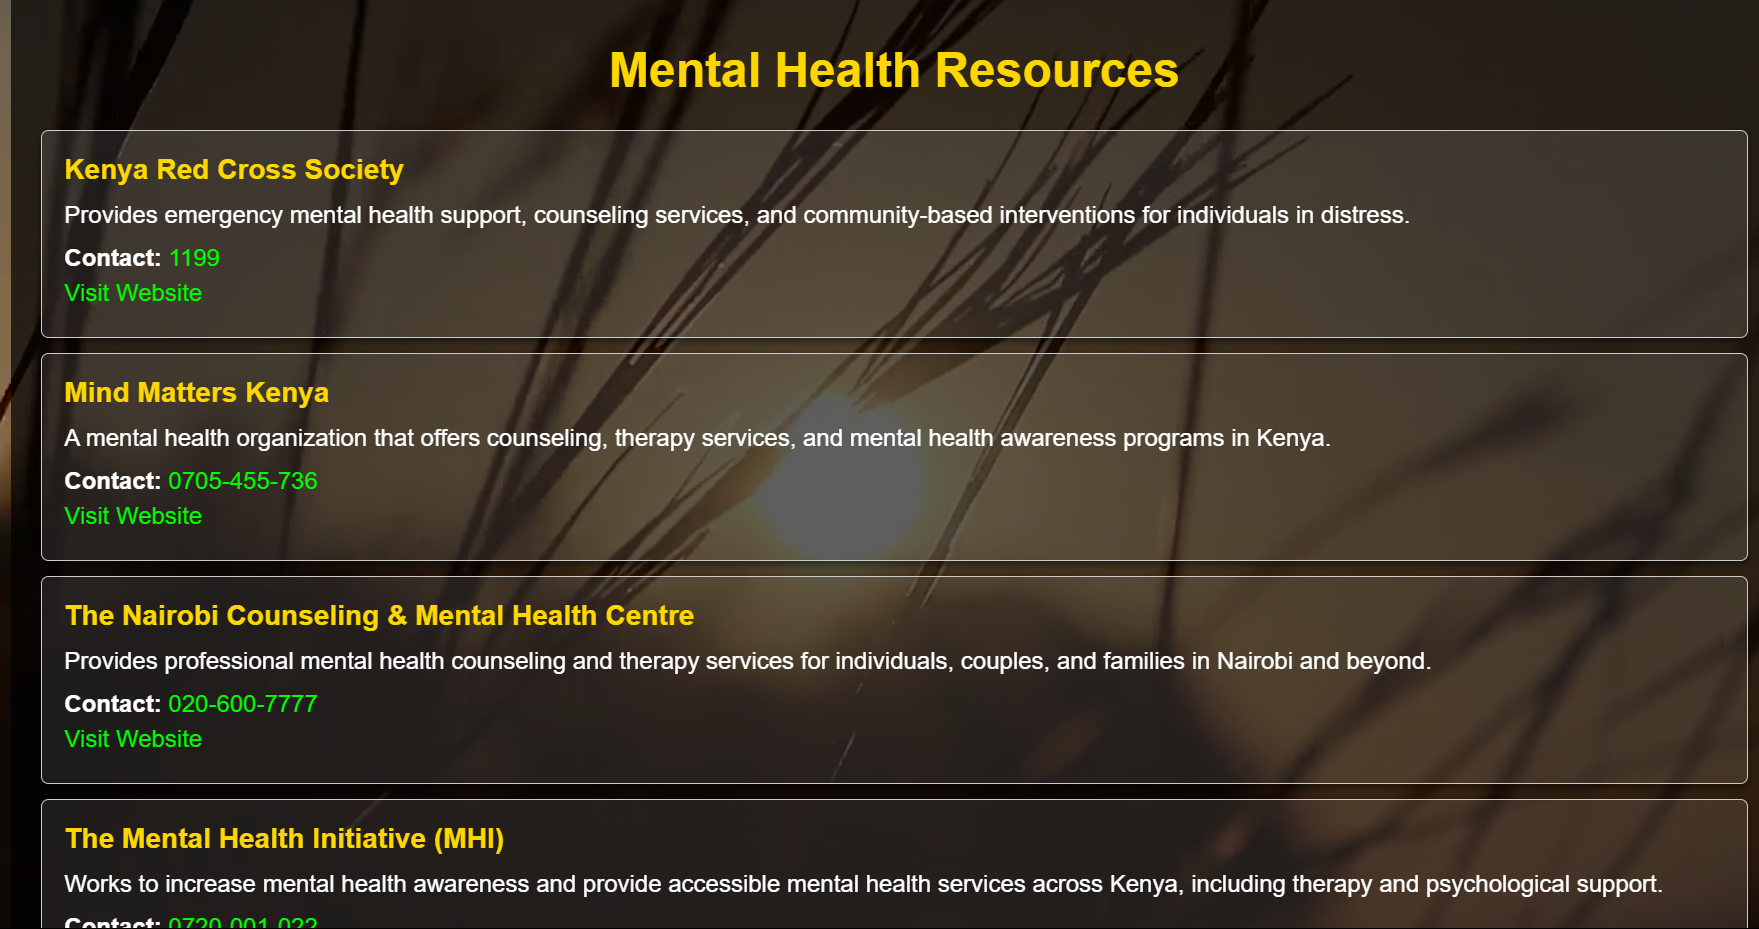 Mental Health Resources
Kenya Red Cross Society
Provides emergency mental health support, counseling services, and community-based interventions for individuals in distress.
Contact: 1199
Visit Website
Mind Matters Kenya
A mental health organization that offers counseling, therapy services, and mental health awareness programs in Kenya.
Contact: 0705-455-736
Visit Website
The Nairobi Counseling & Mental Health Centre
Provides professional mental health counseling and therapy services for individuals, couples, and families in Nairobi and beyond.
Contact: 020-600-7777
Visit Website
The Mental Health Initiative (MHI)
Works to increase mental health awareness and provide accessible mental health services across Kenya, including therapy and psychological support.
Contact: 0720-001-022